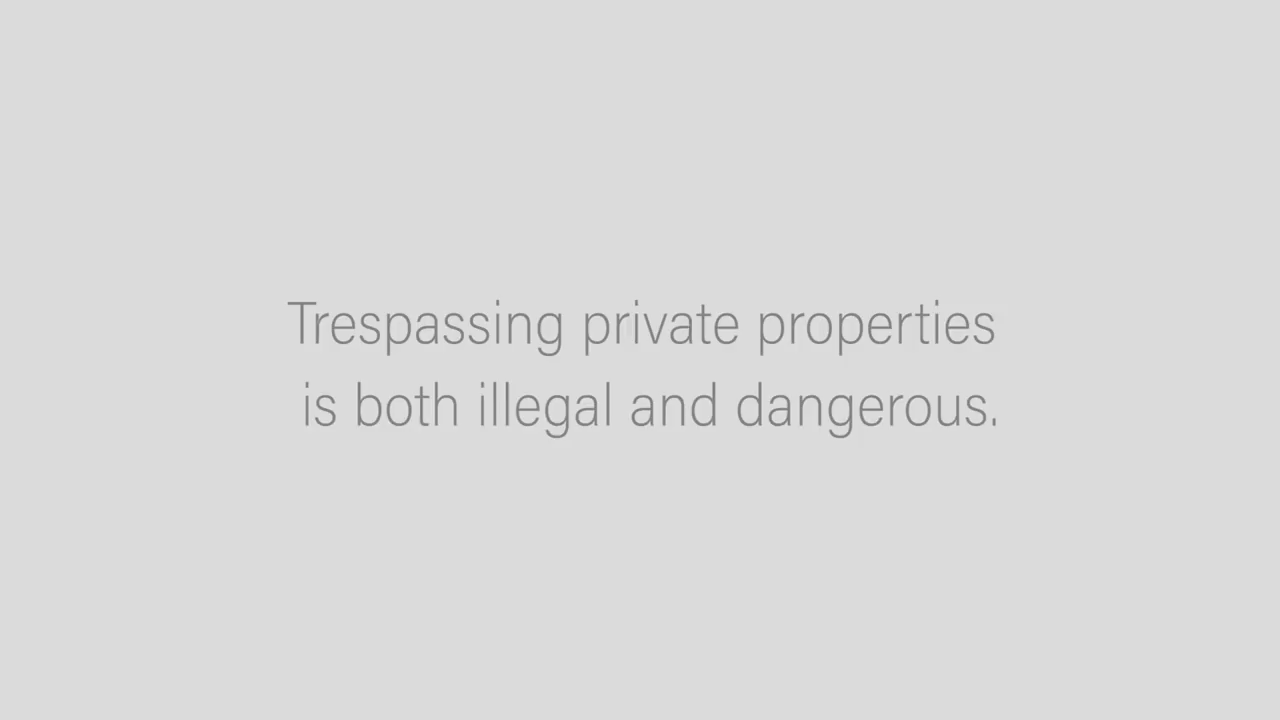 Trespassing private properties
is both illegal and dangerous.